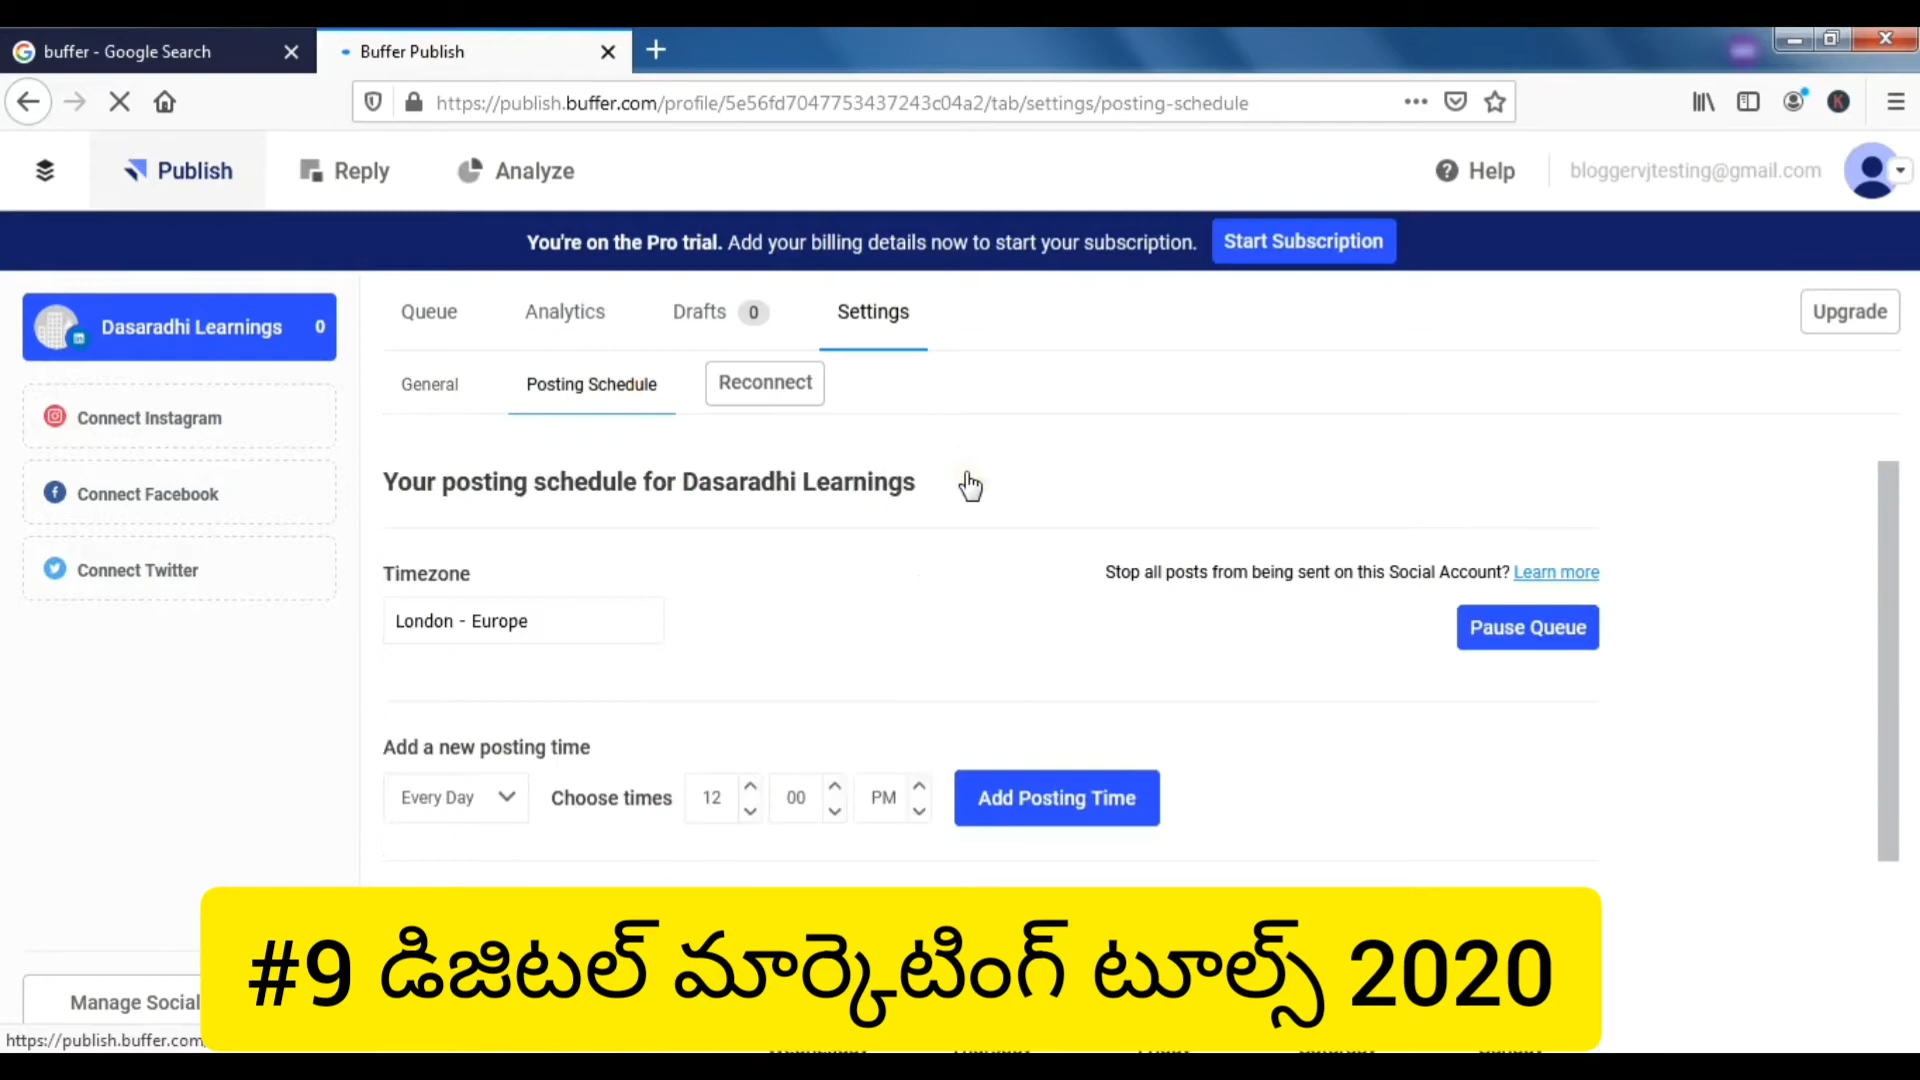 buffer - Google Search
Buffer Publish
https://publish.buffer.com/profile/5e56fd7047753437243c04a2/tab/settings/posting-schedule
Publish Reply Analyze Help bloggervjtesting@gmail.com
You're on the Pro trial. Add your billing details now to start your subscription. Start Subscription
Dasaradhi Learnings 0
Queue Analytics Drafts 0 Settings Upgrade
General Posting Schedule Reconnect
Connect Instagram
Connect Facebook
Connect Twitter
Your posting schedule for Dasaradhi Learnings
Timezone
London - Europe
Stop all posts from being sent on this Social Account? Learn more
Pause Queue
Add a new posting time
Every Day Choose times 12 00 PM Add Posting Time
Manage Social
#9 డిజిటల్ మార్కెటింగ్ టూల్స్ 2020
https://publish.buffer.com